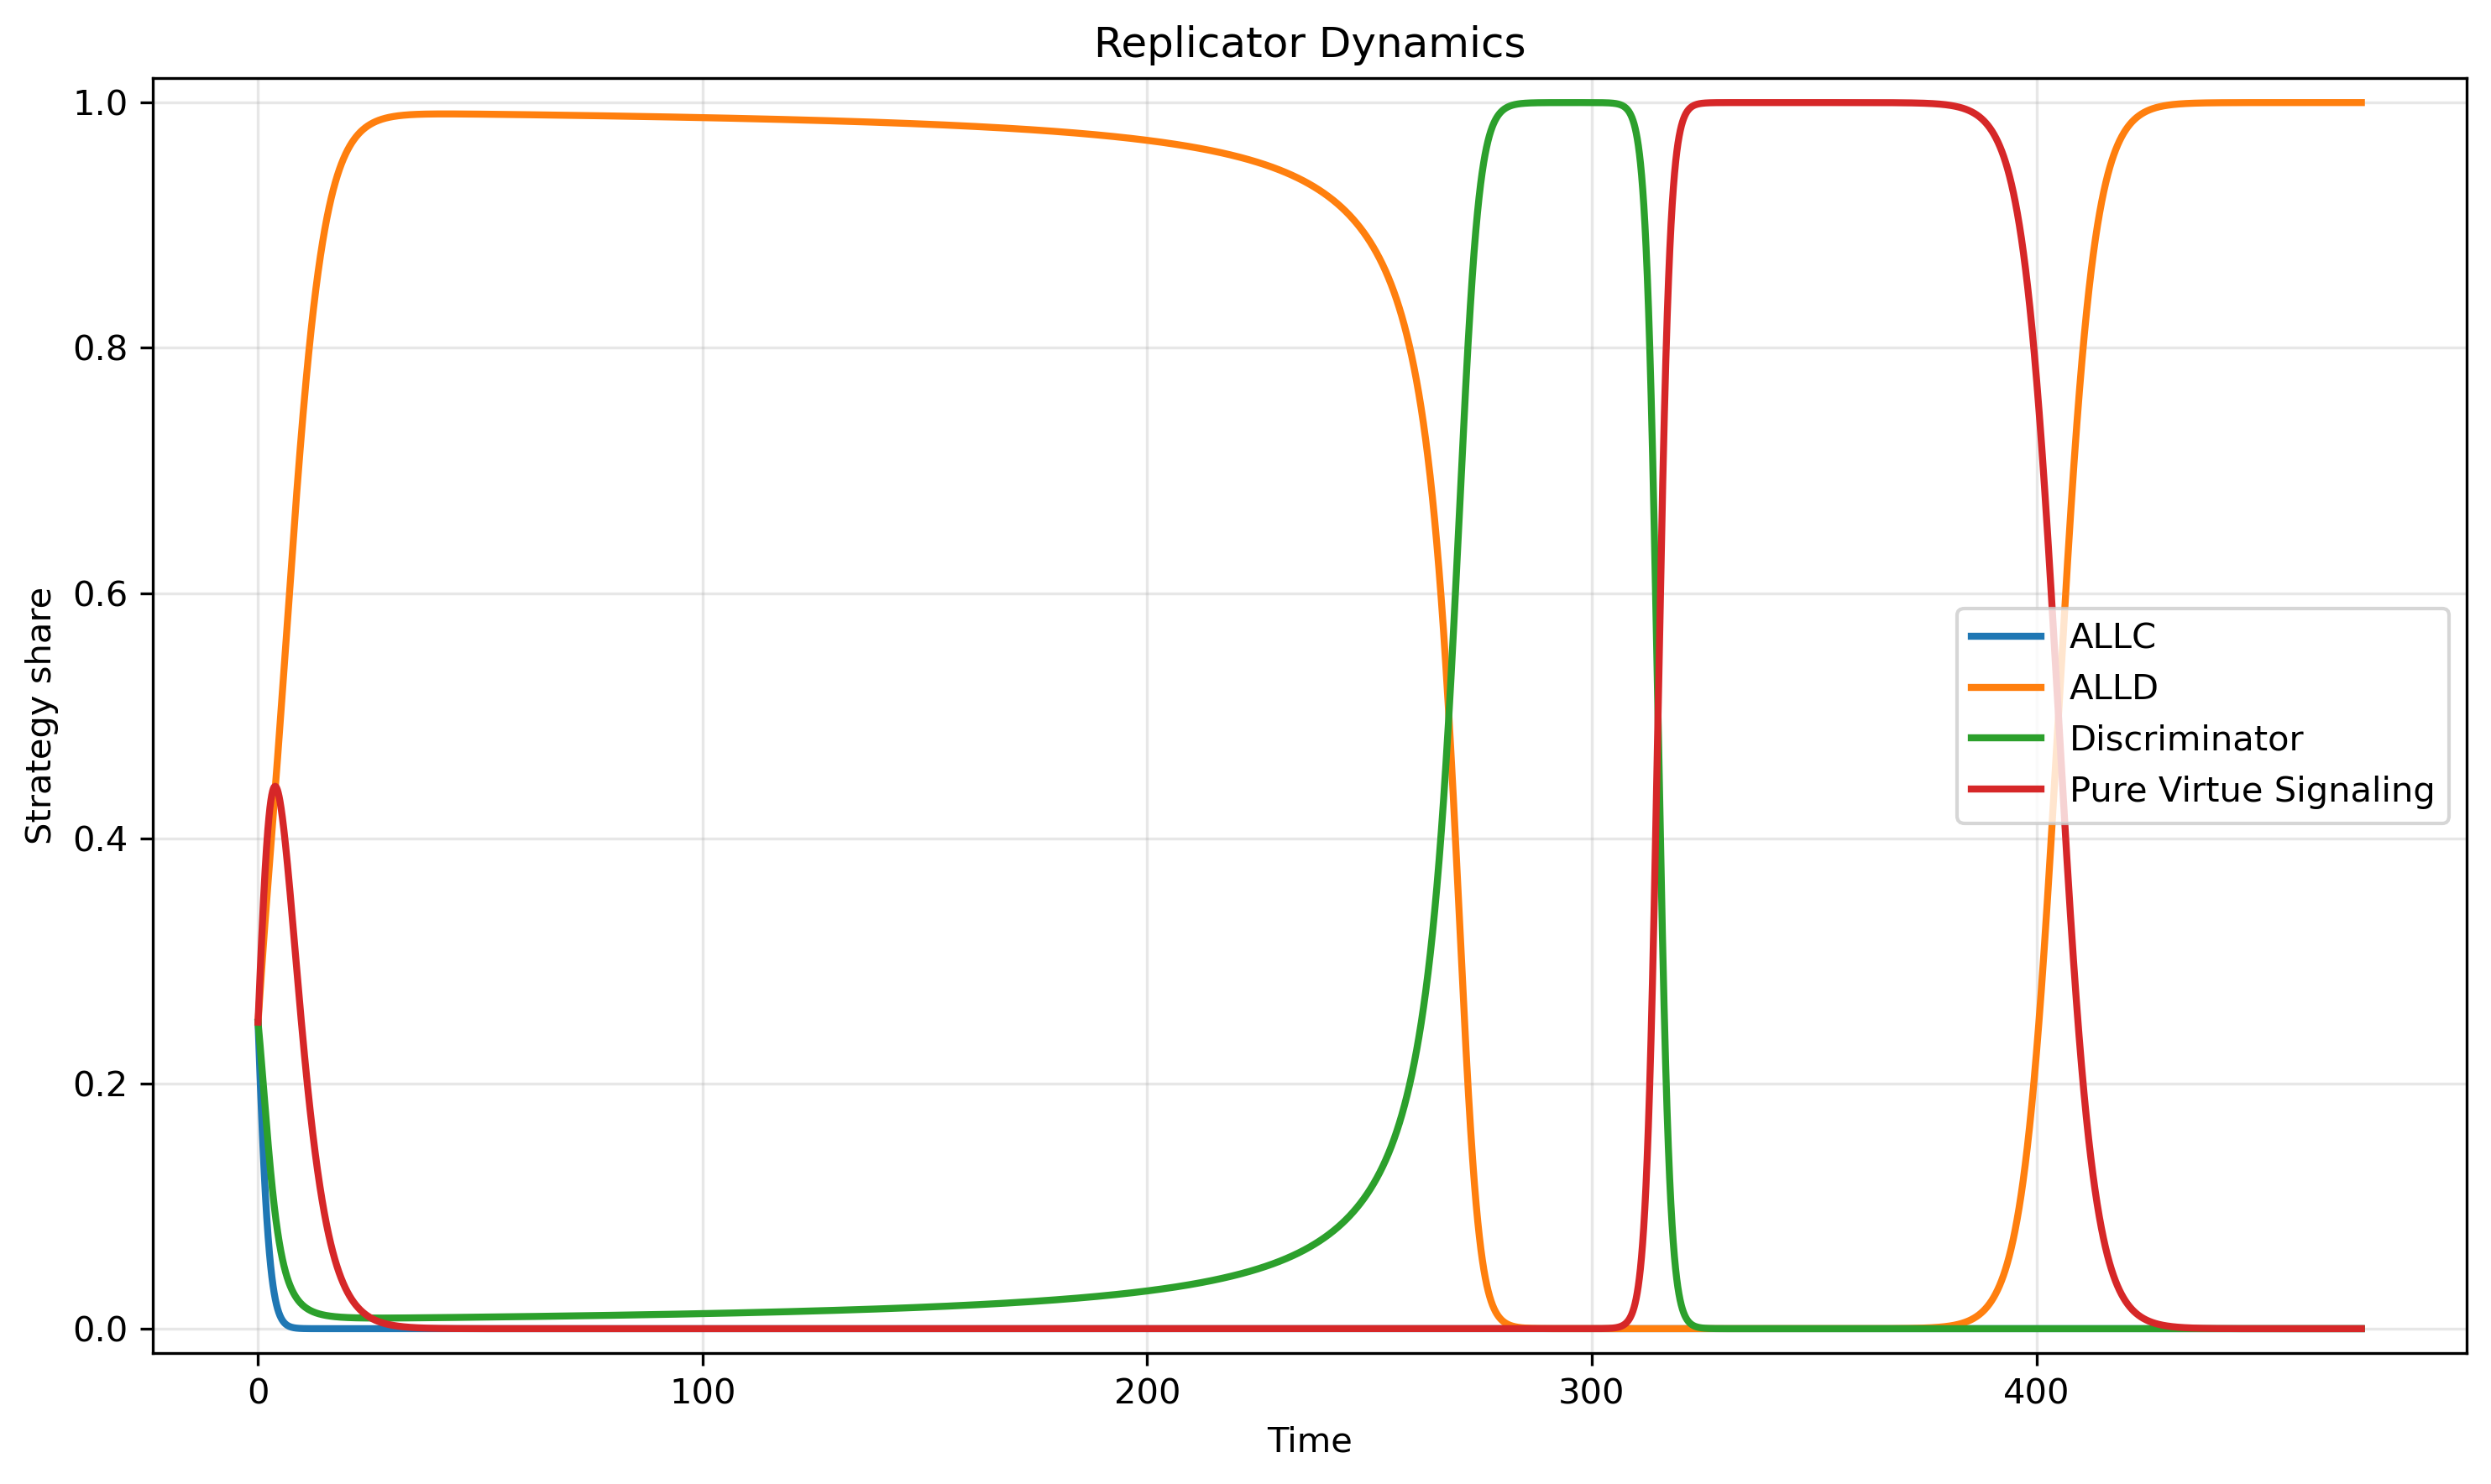 Replicator Dynamics
1.0
0.8
0.6
0.4
0.2
0.0
Strategy share
0 100 200 300 400
Time
ALLC
ALLD
Discriminator
Pure Virtue Signaling